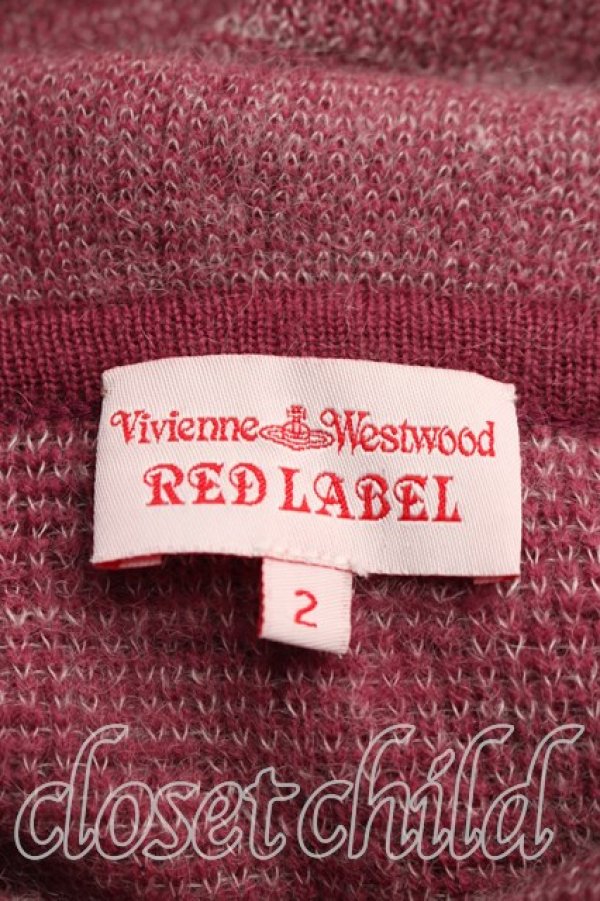 Vivienne Westwood
RED LABEL
2
closet child